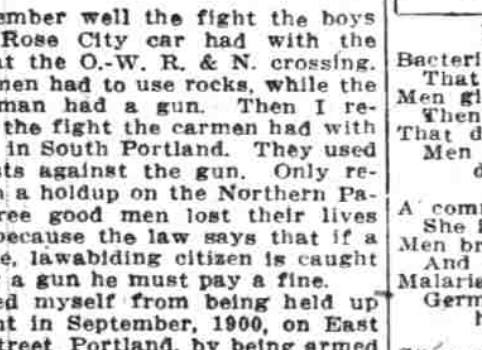 ember well the fight the boys
Rose City car had with the
at the O.-W. R. & N. crossing.
men had to use rocks, while the
man had a gun. Then I re-
the fight the carmen had with
in South Portland. They used
sts against the gun. Only re-
a holdup on the Northern Pa-
ree good men lost their lives
because the law says that if a
e, lawabiding citizen is caught
a gun he must pay a fine.
ed myself from being held up
nt in September, 1900, on East
treet, Portland, by being armed
Bacteri
That
Men gi
Then
That d
Men
d
A comm
She
Men br
And
Malaria
Germ
h